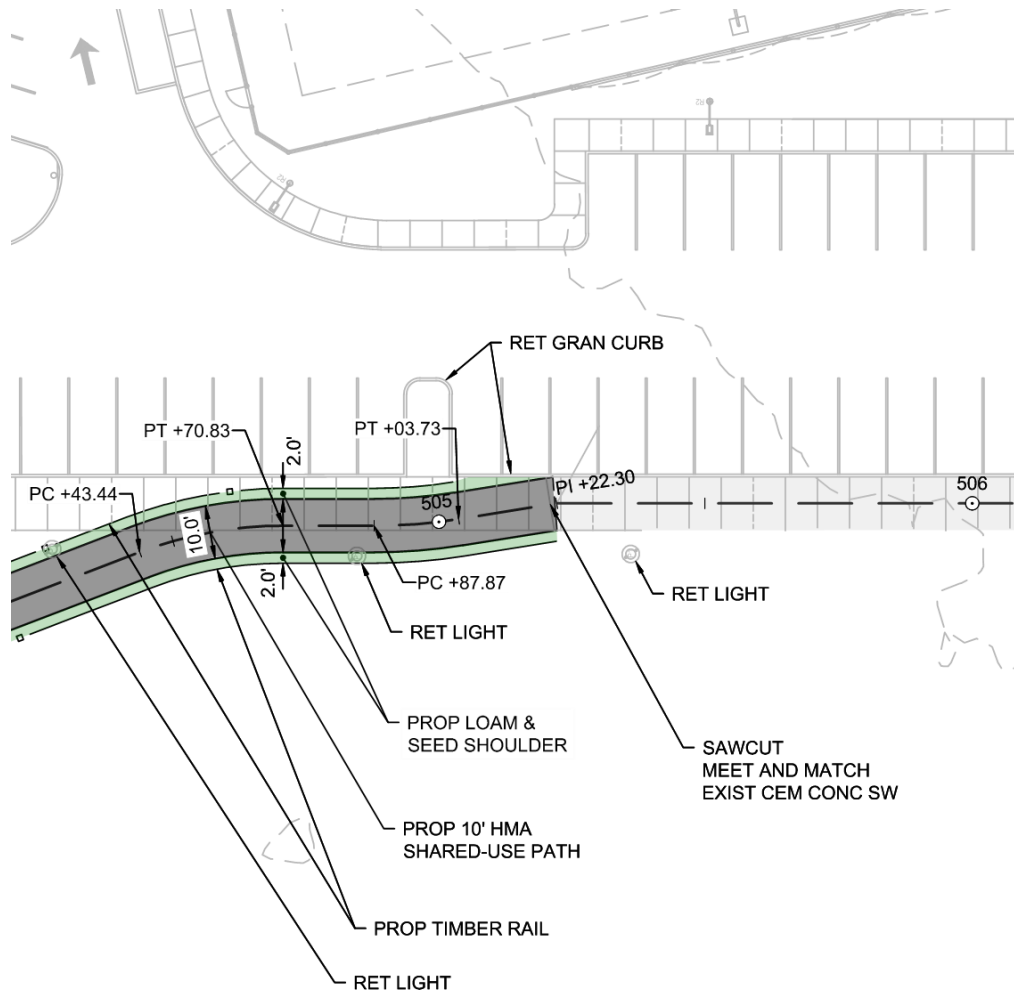 R2
R2
RET GRAN CURB
PT +70.83
2.0'
PT +03.73
PC +43.44
PI +22.30
505
506
10.0'
2.0'
PC +87.87
RET LIGHT
RET LIGHT
PROP LOAM &
SEED SHOULDER
SAWCUT
MEET AND MATCH
EXIST CEM CONC SW
PROP 10' HMA
SHARED-USE PATH
PROP TIMBER RAIL
RET LIGHT